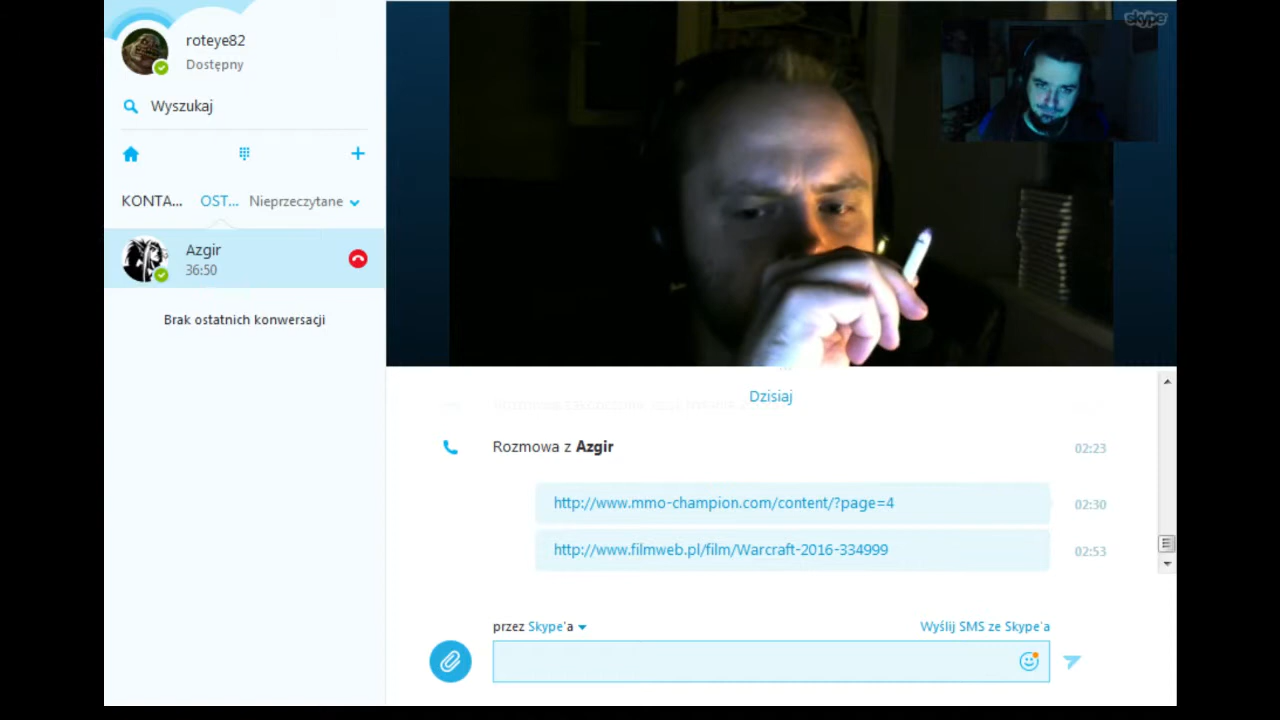 roteye82
Dostępny
Wyszukaj
KONTA... OST... Nieprzeczytane
Azgir
36:50
Brak ostatnich konwersacji
skype
Dzisiaj
Rozmowa z Azgir 02:23
http://www.mmo-champion.com/content/?page=4 02:30
http://www.filmweb.pl/film/Warcraft-2016-334999 02:53
przez Skype'a Wyślij SMS ze Skype'a